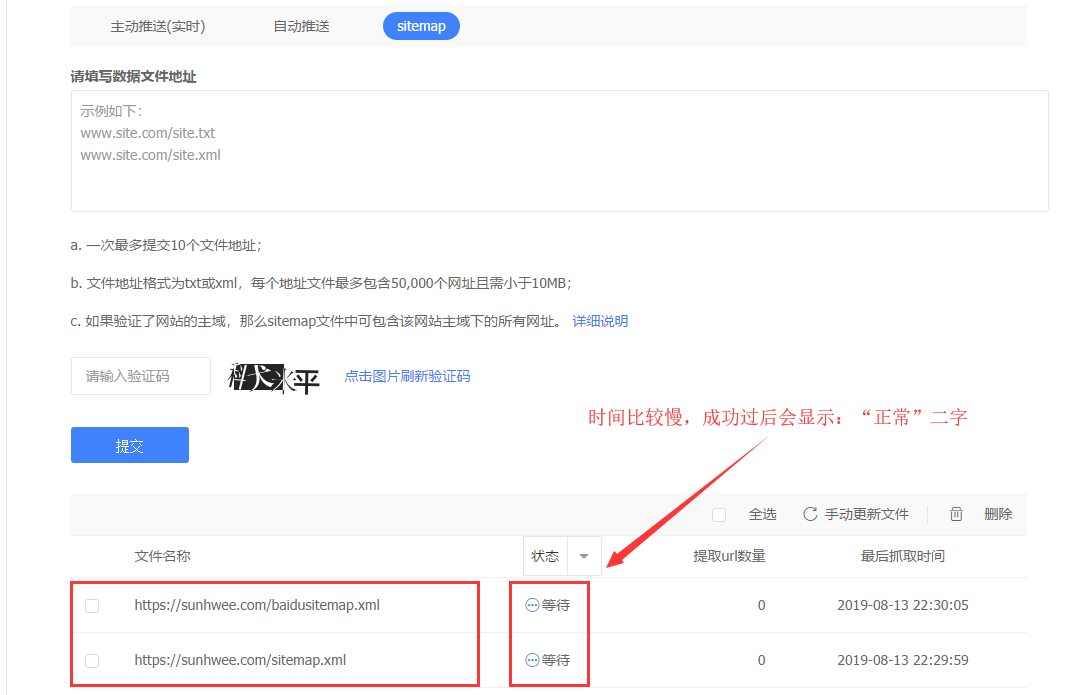 主动推送(实时) 自动推送 sitemap
请填写数据文件地址
示例如下：
www.site.com/site.txt
www.site.com/site.xml
a. 一次最多提交10个文件地址；
b. 文件地址格式为txt或xml，每个地址文件最多包含50,000个网址且需小于10MB；
c. 如果验证了网站的主域，那么sitemap文件中可包含该网站主域下的所有网址。 详细说明
请输入验证码 点击图片刷新验证码
时间比较慢，成功过后会显示：“正常”二字
提交
全选 手动更新文件 删除
文件名称 状态 提取url数量 最后抓取时间
https://sunhwee.com/baidusitemap.xml 等待 0 2019-08-13 22:30:05
https://sunhwee.com/sitemap.xml 等待 0 2019-08-13 22:29:59